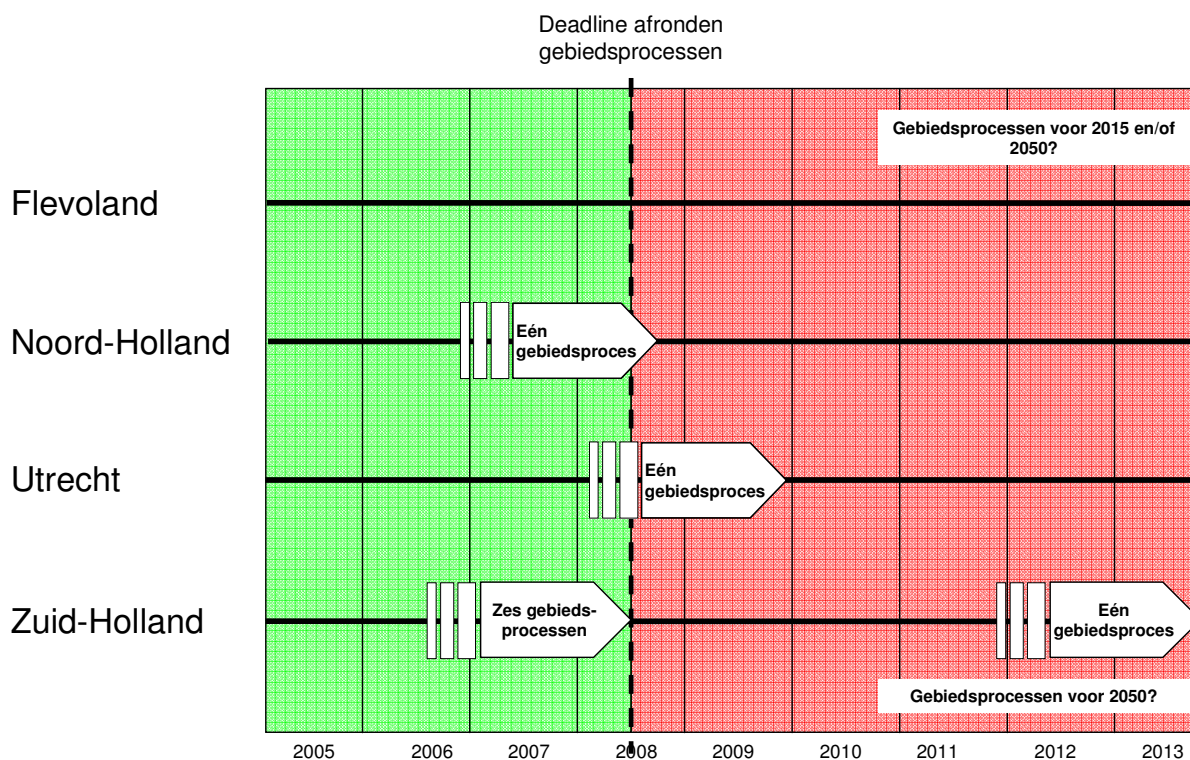 Deadline afronden
gebiedsprocessen
Gebiedsprocessen voor 2015 en/of
2050?
Flevoland
Noord-Holland
Eén
gebiedsproces
Utrecht
Eén
gebiedsproces
Zuid-Holland
Zes gebieds-
processen
Eén
gebiedsproces
Gebiedsprocessen voor 2050?
2005 2006 2007 2008 2009 2010 2011 2012 2013